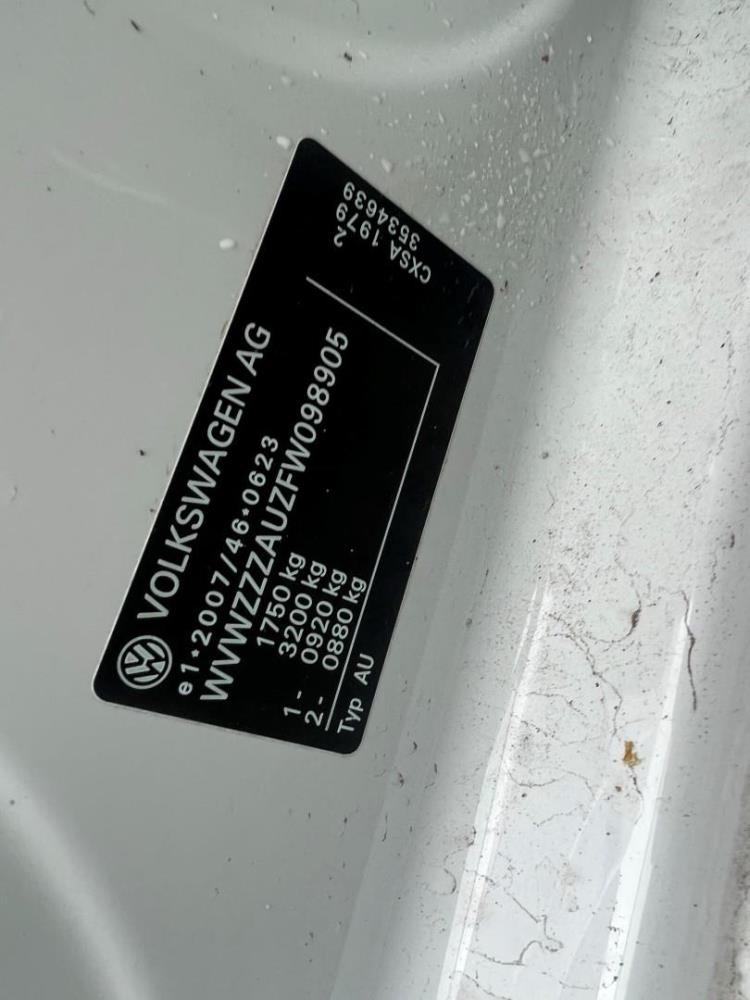 VOLKSWAGEN AG
e1*2007/46*0623
WVWZZZAUZFW098905
1750 kg
3200 kg
1- 0920 kg
2- 0880 kg
Typ AU
2
CXSA 1979
3534639